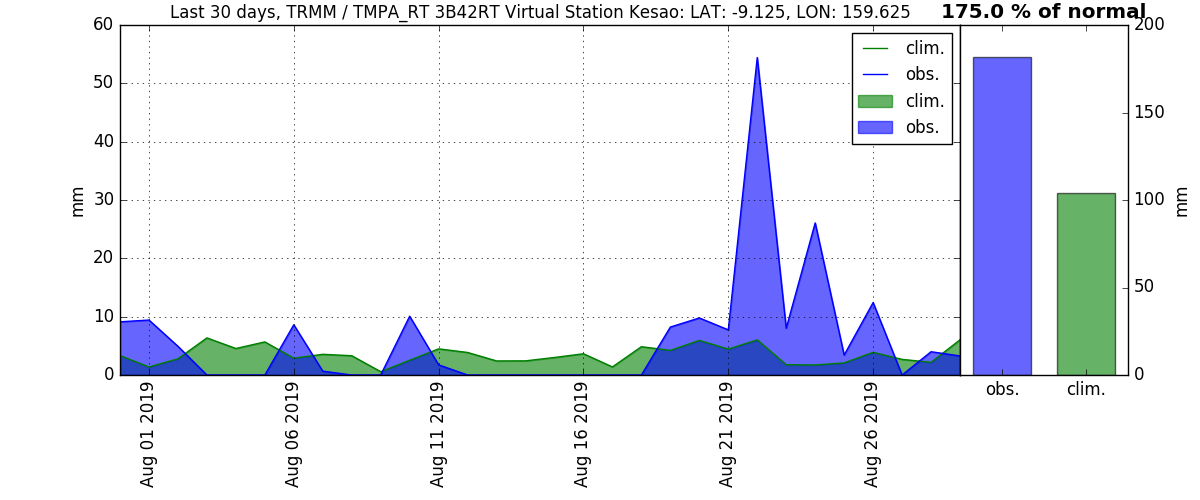 Last 30 days, TRMM / TMPA_RT 3B42RT Virtual Station Kesao: LAT: -9.125, LON: 159.625
175.0 % of normal
60
50
40
30
20
10
0
mm
clim.
obs.
clim.
obs.
200
150
100
50
0
mm
obs.
clim.
Aug 01 2019
Aug 06 2019
Aug 11 2019
Aug 16 2019
Aug 21 2019
Aug 26 2019